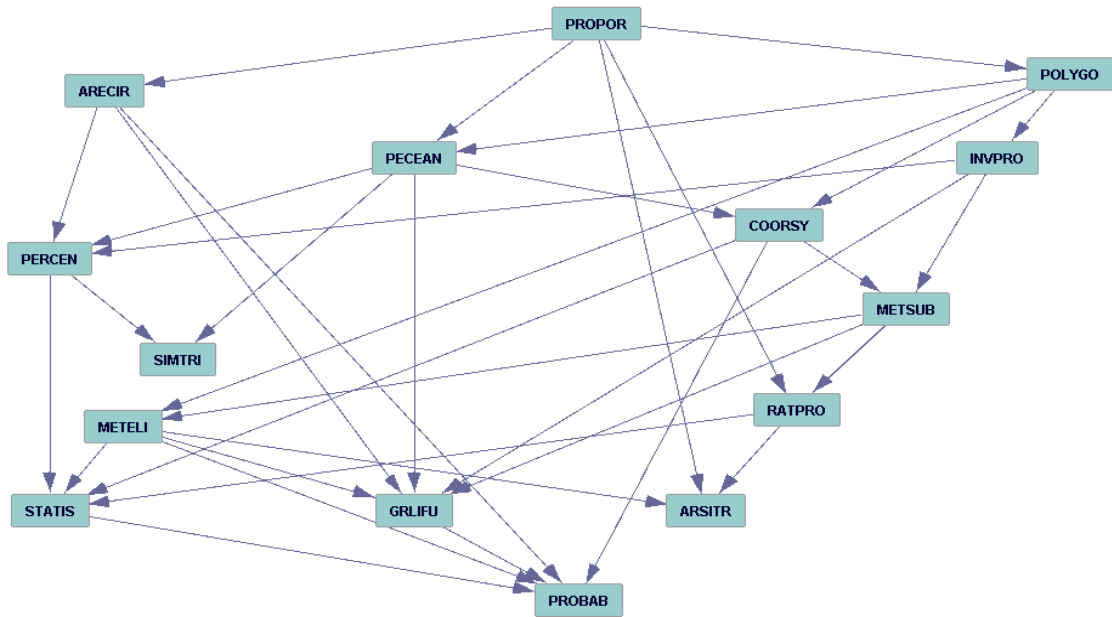 PROPOR
POLYGO
ARECIR
PECEAN
INVPRO
COORSY
PERCEN
METSUB
SIMTRI
RATPRO
METELI
STATIS
GRLIFU
ARSITR
PROBAB